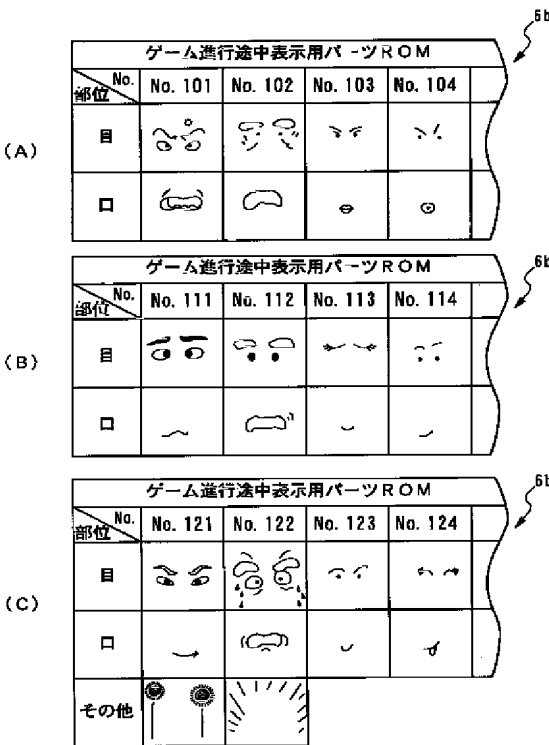 6b
ゲーム進行途中表示用パーツROM
部位 No. No. 101 No. 102 No. 103 No. 104
(A)
目
口
6b
ゲーム進行途中表示用パーツROM
部位 No. No. 111 No. 112 No. 113 No. 114
(B)
目
口
6b
ゲーム進行途中表示用パーツROM
部位 No. No. 121 No. 122 No. 123 No. 124
(C)
目
口
その他